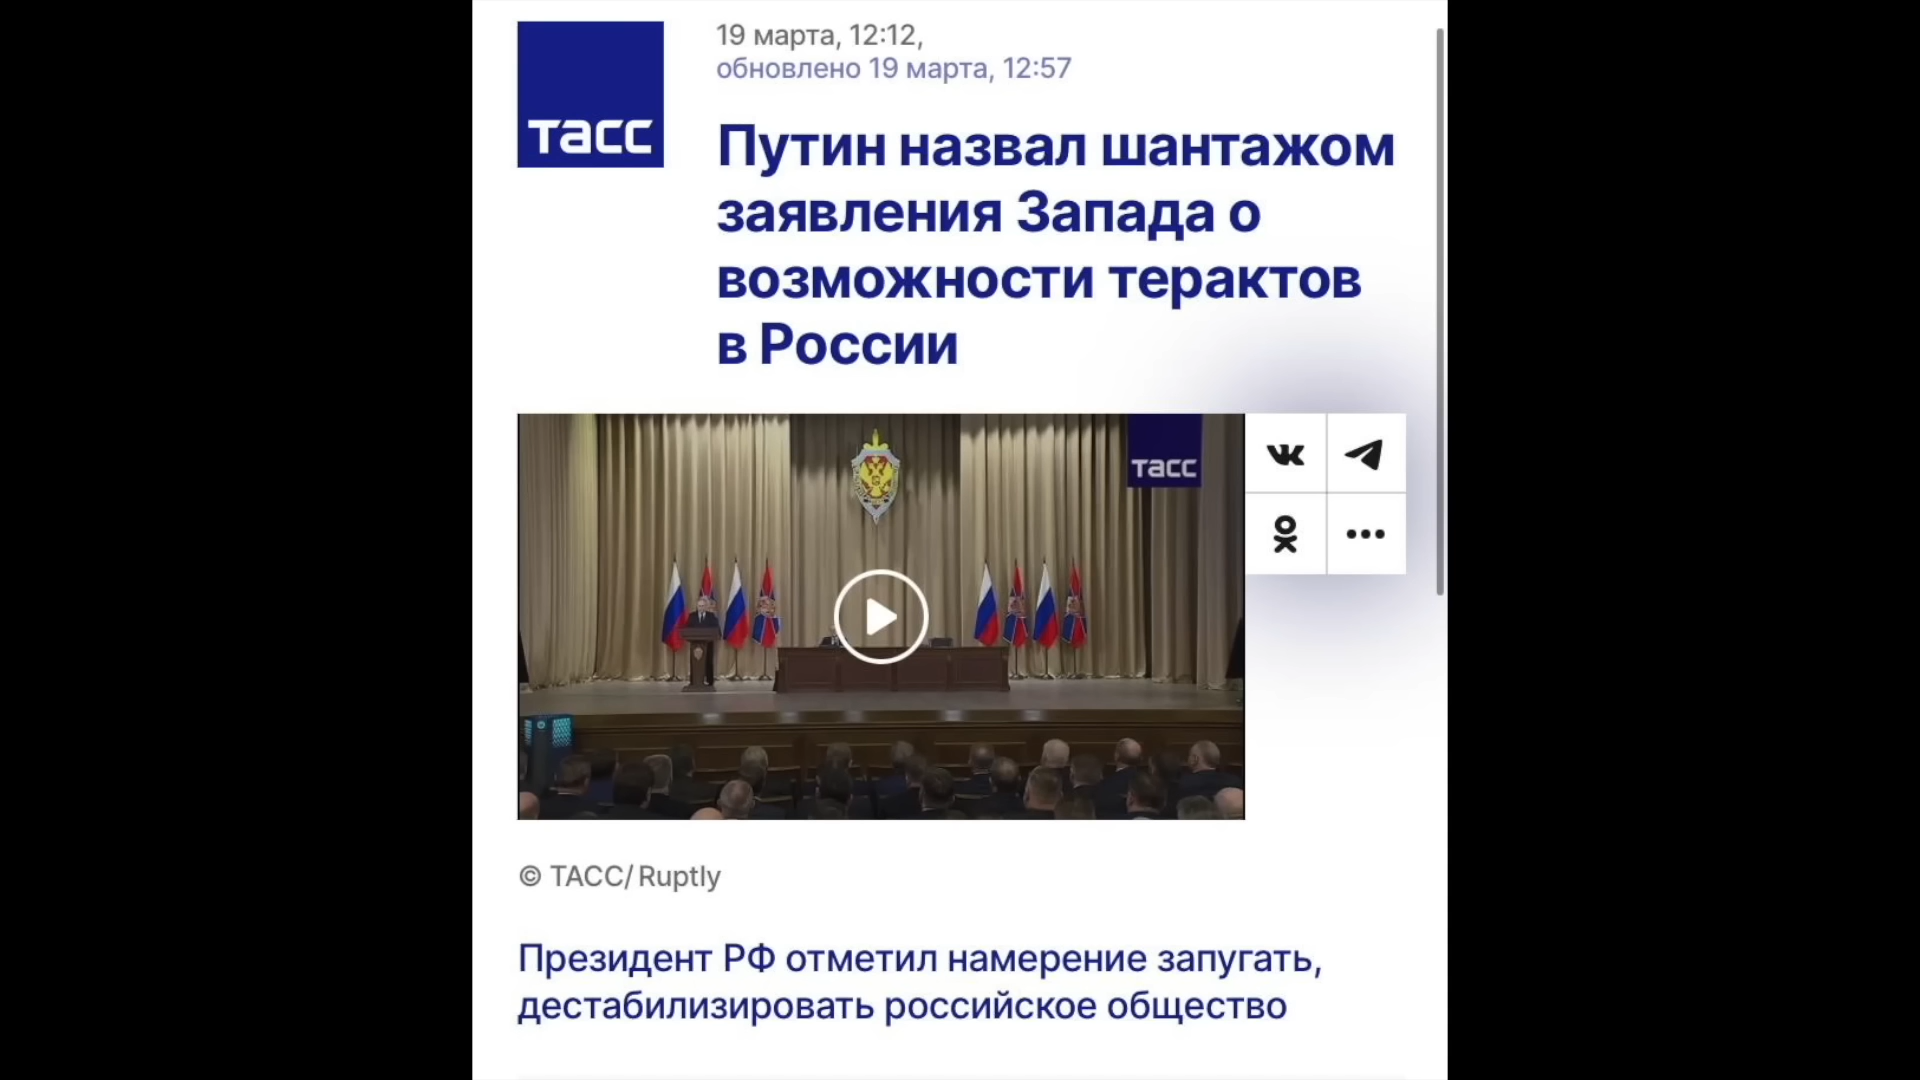 19 марта, 12:12,
обновлено 19 марта, 12:57
тасс
Путин назвал шантажом
заявления Запада о
возможности терактов
в России
тасс
© ТАСС/ Ruptly
Президент РФ отметил намерение запугать,
дестабилизировать российское общество